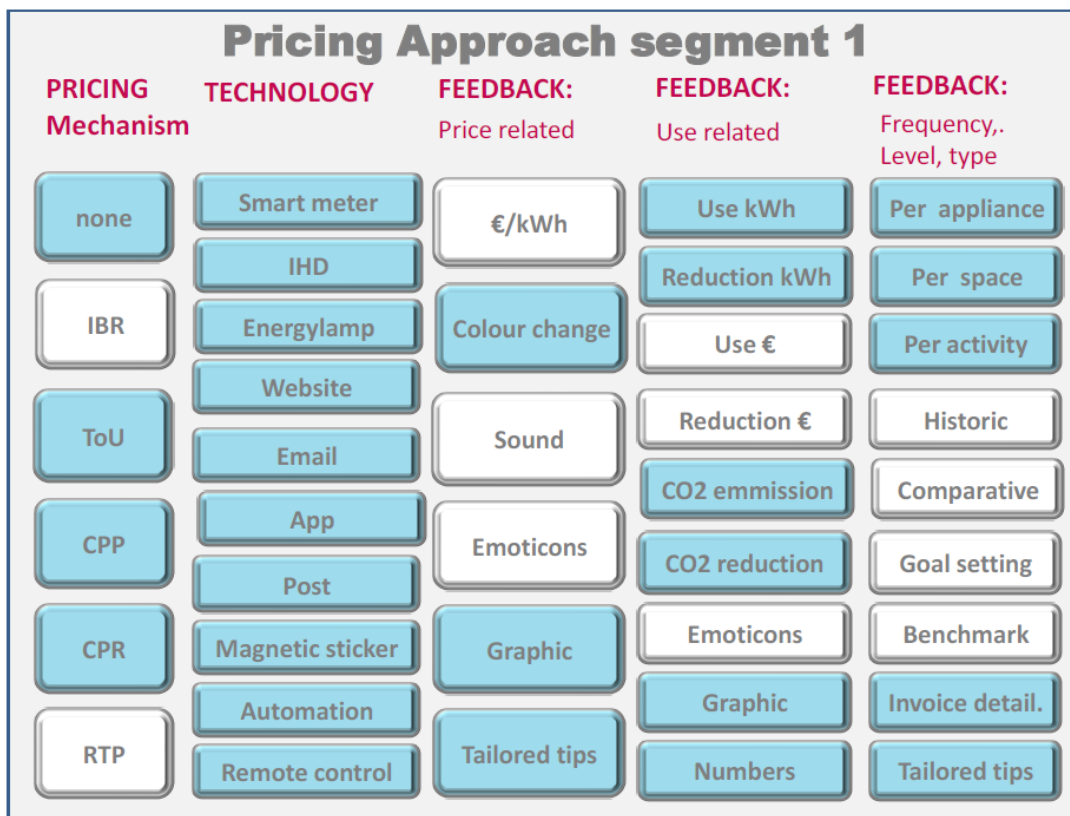 Pricing Approach segment 1
PRICING
Mechanism
none
IBR
ToU
CPP
CPR
RTP
TECHNOLOGY
Smart meter
IHD
Energylamp
Website
Email
App
Post
Magnetic sticker
Automation
Remote control
FEEDBACK:
Price related
€/kWh
Colour change
Sound
Emoticons
Graphic
Tailored tips
FEEDBACK:
Use related
Use kWh
Reduction kWh
Use €
Reduction €
CO2 emmission
CO2 reduction
Emoticons
Graphic
Numbers
FEEDBACK:
Frequency,.
Level, type
Per appliance
Per space
Per activity
Historic
Comparative
Goal setting
Benchmark
Invoice detail.
Tailored tips